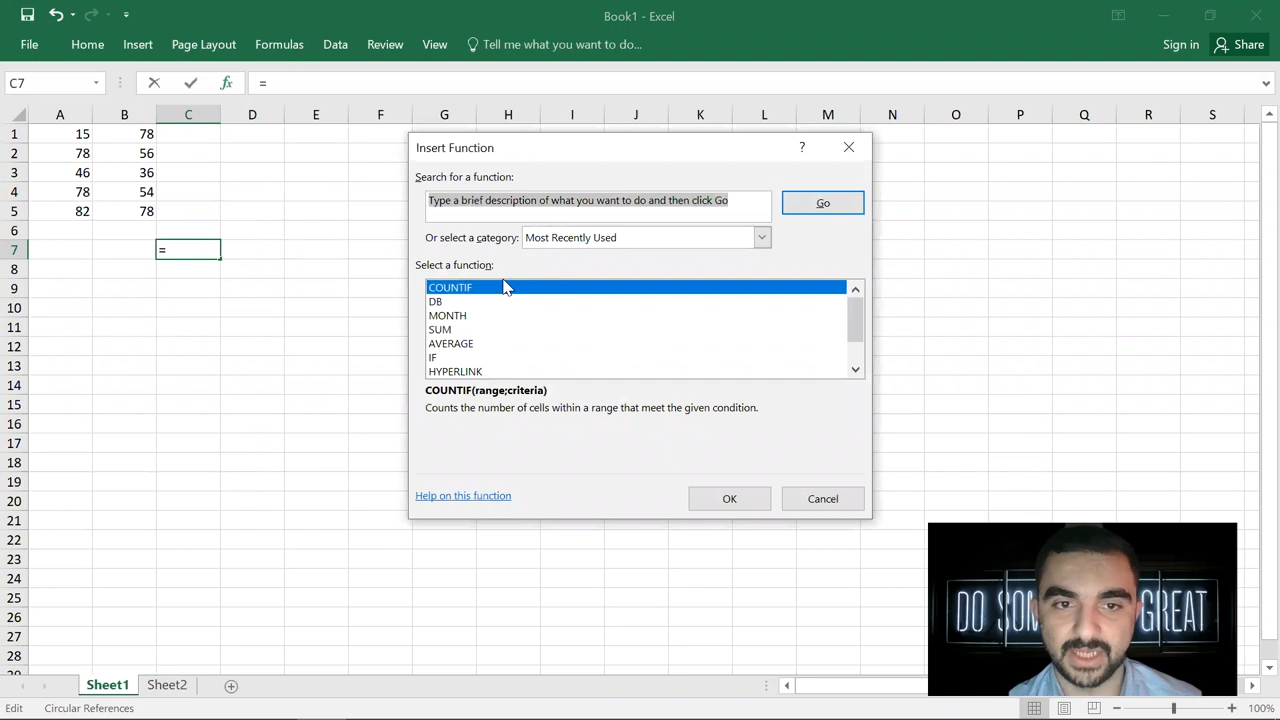 Book1 - Excel
File Home Insert Page Layout Formulas Data Review View Tell me what you want to do... Sign in Share
C7 fx =
A B C D E F G H I J K L M N O P Q R S
1 15 78
2 78 56
3 46 36
4 78 54
5 82 78
6
7 =
8
9
10
11
12
13
14
15
16
17
18
19
20
21
22
23
24
25
26
27
28
Insert Function ?
Search for a function:
Type a brief description of what you want to do and then click Go
Go
Or select a category: Most Recently Used
Select a function:
COUNTIF
DB
MONTH
SUM
AVERAGE
IF
HYPERLINK
COUNTIF(range;criteria)
Counts the number of cells within a range that meet the given condition.
Help on this function OK Cancel
DO SOM GREAT
Sheet1 Sheet2
Edit Circular References 100%